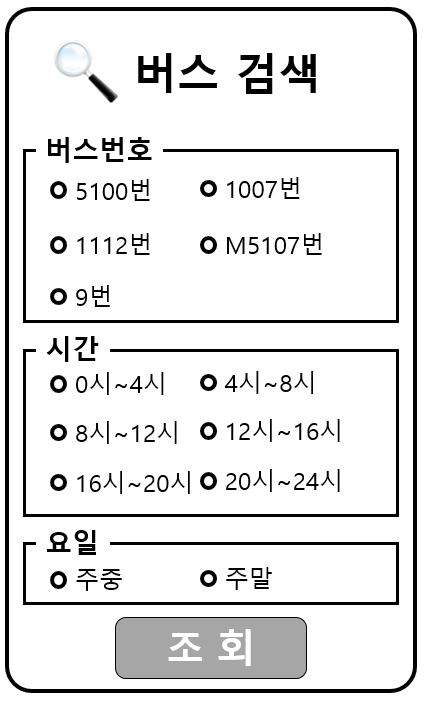 버스 검색
버스번호
5100번 1007번
1112번 M5107번
9번
시간
0시~4시 4시~8시
8시~12시 12시~16시
16시~20시 20시~24시
요일
주중 주말
조 회